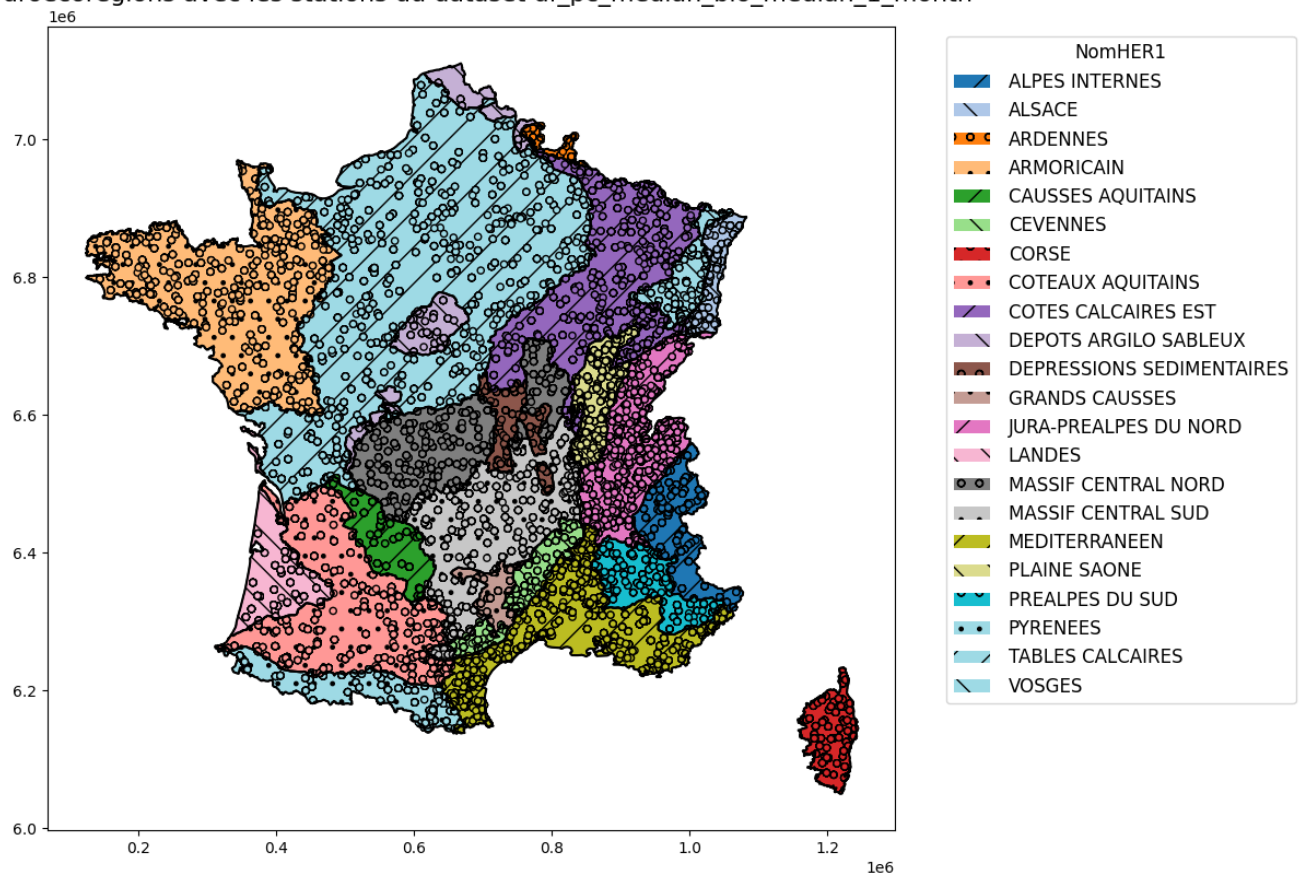 avec les stations du dataset
1e6
7.0
6.8
6.6
6.4
6.2
6.0
0.2 0.4 0.6 0.8 1.0 1.2
1e6
NomHER1
ALPES INTERNES
ALSACE
ARDENNES
ARMORICAIN
CAUSSES AQUITAINS
CEVENNES
CORSE
COTEAUX AQUITAINS
COTES CALCAIRES EST
DEPOTS ARGILO SABLEUX
DEPRESSIONS SEDIMENTAIRES
GRANDS CAUSSES
JURA-PREALPES DU NORD
LANDES
MASSIF CENTRAL NORD
MASSIF CENTRAL SUD
MEDITERRANEEN
PLAINE SAONE
PREALPES DU SUD
PYRENEES
TABLES CALCAIRES
VOSGES